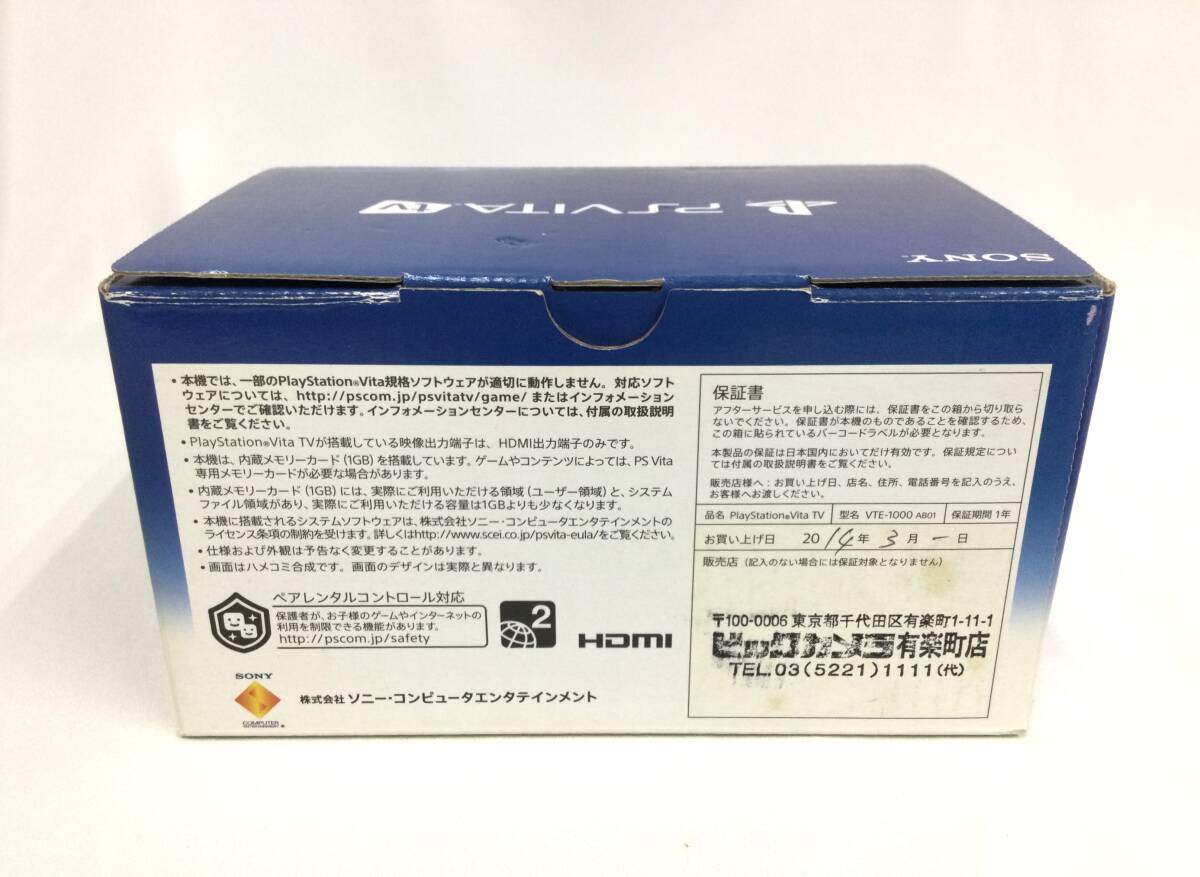 PSVITA tv
SONY
•本機では、一部のPlayStation®Vita規格ソフトウェアが適切に動作しません。対応ソフト
ウェアについては、http://pscom.jp/psvitatv/game/ またはインフォメーション
センターでご確認いただけます。インフォメーションセンターについては、付属の取扱説明
書をご覧ください。
•PlayStation®Vita TVが搭載している映像出力端子は、HDMI出力端子のみです。
•本機は、内蔵メモリーカード(1GB)を搭載しています。ゲームやコンテンツによっては、PS Vita
専用メモリーカードが必要な場合があります。
•内蔵メモリーカード(1GB)には、実際にご利用いただける領域(ユーザー領域)と、システム
ファイル領域があり、実際にご利用いただける容量は1GBよりも少なくなります。
•本機に搭載されるシステムソフトウェアは、株式会社ソニー・コンピュータエンタテインメントの
ライセンス条項の制約を受けます。詳しくはhttp://www.scei.co.jp/psvita-eula/をご覧ください。
•仕様および外観は予告なく変更することがあります。
•画面はハメコミ合成です。画面のデザインは実際と異なります。
ペアレンタルコントロール対応
保護者が、お子様のゲームやインターネットの
利用を制限できる機能があります。
http://pscom.jp/safety
2
HDMI
SONY
COMPUTER
ENTERTAINMENT ®
株式会社 ソニー・コンピュータエンタテインメント
保証書
アフターサービスを申し込む際には、保証書をこの箱から切り取ら
ないでください。保証書が本機のものであることを確認するため、
この箱に貼られているバーコードラベルが必要となります。
本製品の保証は日本国内においてだけ有効です。保証規定につい
ては付属の取扱説明書をご覧ください。
販売店様へ:お買い上げ日、店名、住所、電話番号を記入のうえ、
お客様へお渡しください。
品名 PlayStation®Vita TV 型名 VTE-1000 AB01 保証期間 1年
お買い上げ日 2014年3月一日
販売店(記入のない場合には保証対象となりません)
〒100-0006 東京都千代田区有楽町1-11-1
ビックカメラ有楽町店
TEL.03(5221)1111(代)